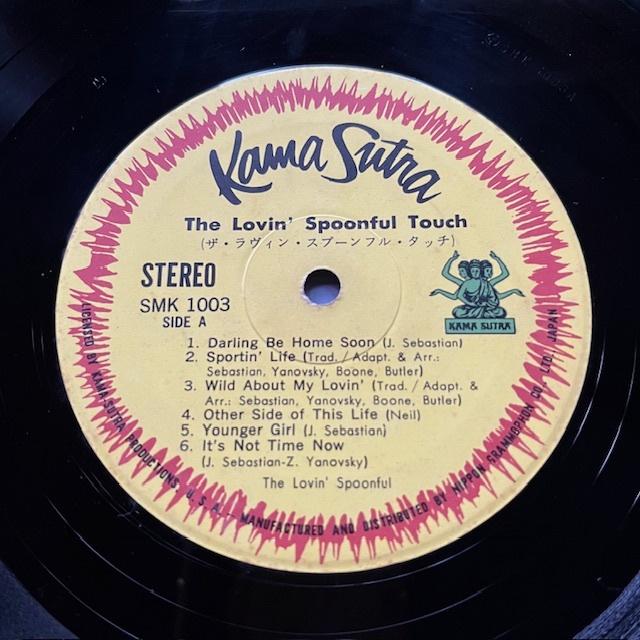 Kama Sutra
The Lovin' Spoonful Touch
(ザ・ラヴィン・スプーンフル・タッチ)
STEREO
SMK 1003
SIDE A
KAMA SUTRA
1. Darling Be Home Soon (J. Sebastian)
2. Sportin' Life (Trad. / Adapt. & Arr.:
Sebastian, Yanovsky, Boone, Butler)
3. Wild About My Lovin' (Trad. / Adapt. &
Arr.: Sebastian, Yanovsky, Boone, Butler)
4. Other Side of This Life (Neil)
5. Younger Girl (J. Sebastian)
6. It's Not Time Now
(J. Sebastian-Z. Yanovsky)
The Lovin' Spoonful
LICENSED BY KAMA-SUTRA PRODUCTIONS, U. S. A. — MANUFACTURED AND DISTRIBUTED BY NIPPON GRAMMOPHON CO., LTD. JAPAN